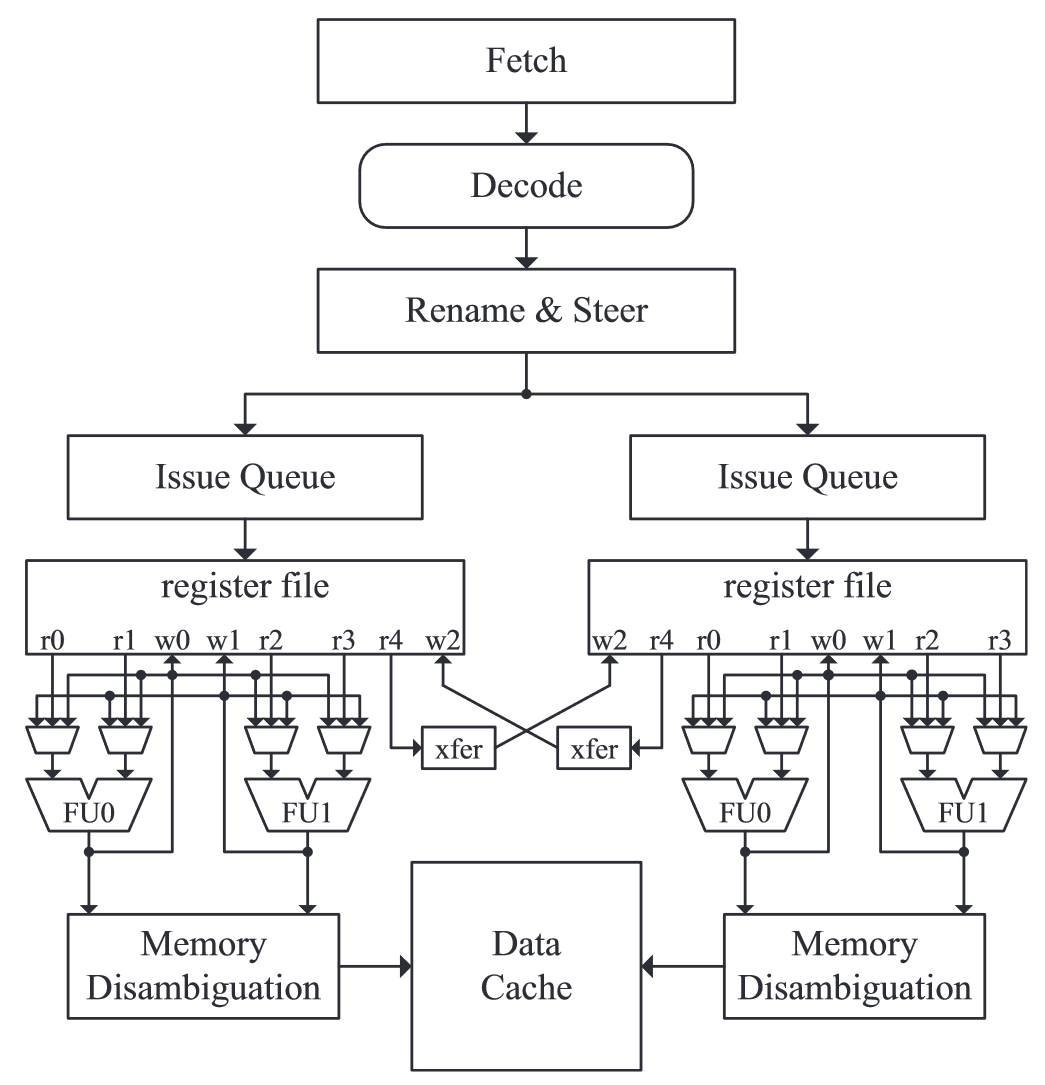 Fetch
Decode
Rename & Steer
Issue Queue
Issue Queue
register file
register file
r0 r1 w0 w1 r2 r3 r4 w2
w2 r4 r0 r1 w0 w1 r2 r3
xfer
xfer
FU0
FU1
FU0
FU1
Memory
Disambiguation
Data
Cache
Memory
Disambiguation